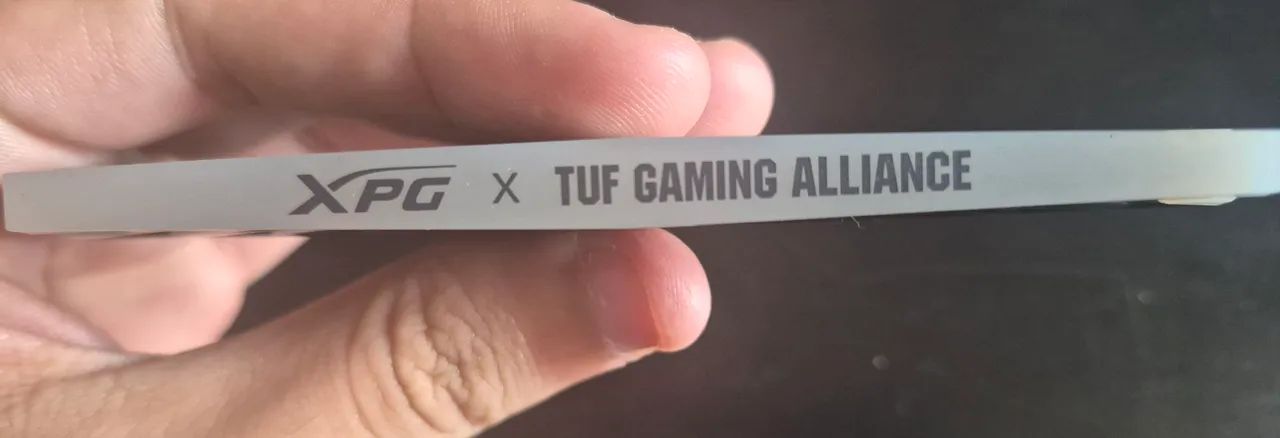 XPG X TUF GAMING ALLIANCE